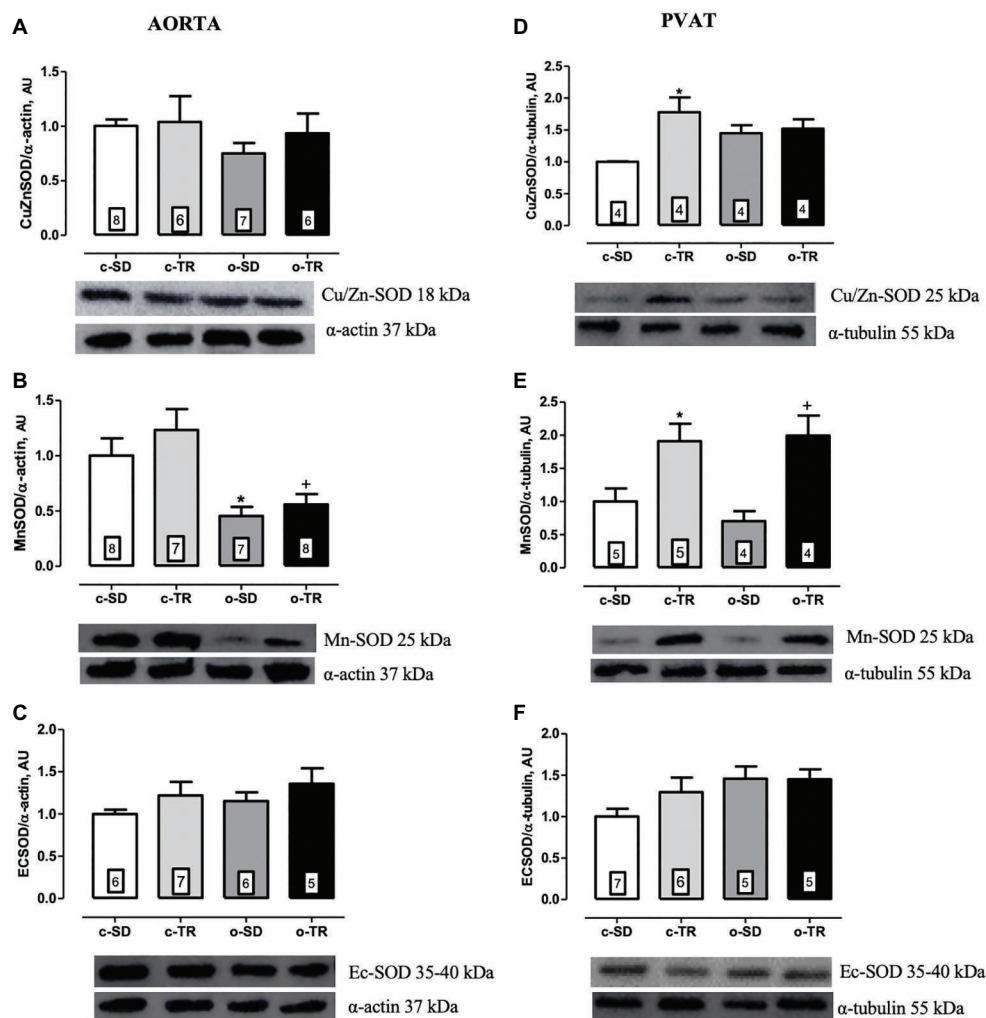 AORTA
A
CuZnSOD/α-actin, AU
1.5
1.0
0.5
0.0
8
6
7
6
c-SD c-TR o-SD o-TR
Cu/Zn-SOD 18 kDa
α-actin 37 kDa
B
MnSOD/α-actin, AU
1.5
1.0
0.5
0.0
* +
8
7
7
8
c-SD c-TR o-SD o-TR
Mn-SOD 25 kDa
α-actin 37 kDa
C
ECSOD/α-actin, AU
2.0
1.5
1.0
0.5
0.0
6
7
6
5
c-SD c-TR o-SD o-TR
Ec-SOD 35-40 kDa
α-actin 37 kDa
PVAT
D
CuZnSOD/α-tubulin, AU
2.5
2.0
1.5
1.0
0.5
0.0
*
4
4
4
4
c-SD c-TR o-SD o-TR
Cu/Zn-SOD 25 kDa
α-tubulin 55 kDa
E
MnSOD/α-tubulin, AU
2.5
2.0
1.5
1.0
0.5
0.0
* +
5
5
4
4
c-SD c-TR o-SD o-TR
Mn-SOD 25 kDa
α-tubulin 55 kDa
F
ECSOD/α-tubulin, AU
2.0
1.5
1.0
0.5
0.0
7
6
5
5
c-SD c-TR o-SD o-TR
Ec-SOD 35-40 kDa
α-tubulin 55 kDa